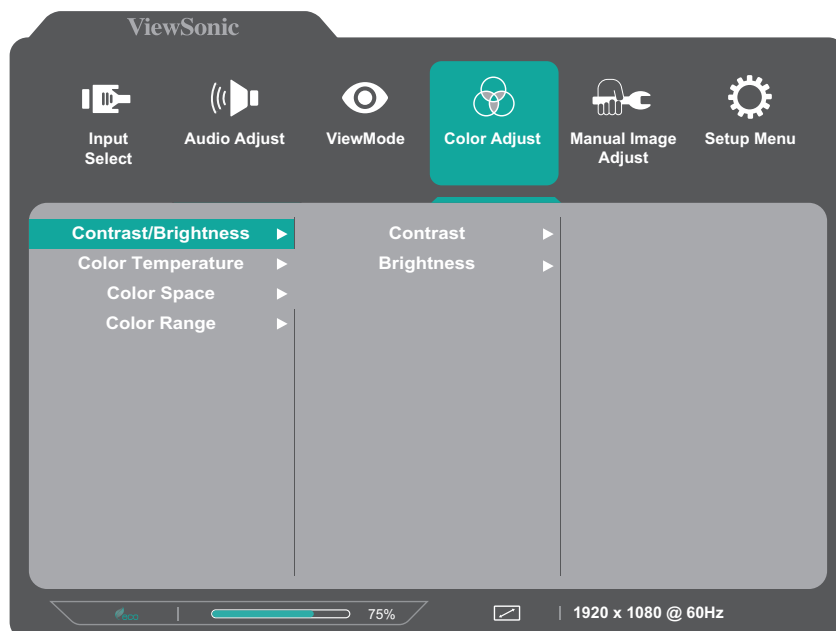 ViewSonic
Input
Select
Audio Adjust
ViewMode
Color Adjust
Manual Image
Adjust
Setup Menu
Contrast/Brightness
Color Temperature
Color Space
Color Range
Contrast
Brightness
eco
75%
1920 x 1080 @ 60Hz